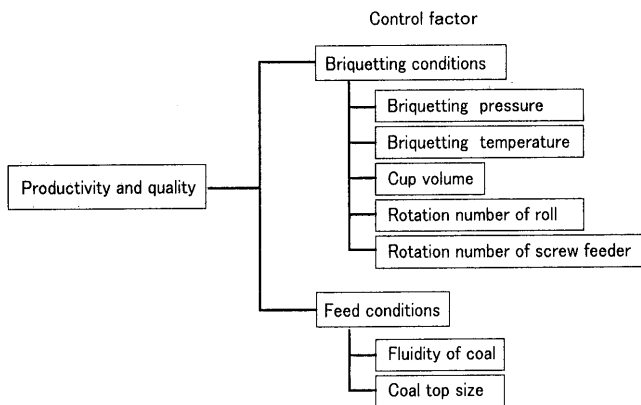 Control factor
Briquetting conditions
Briquetting pressure
Briquetting temperature
Productivity and quality
Cup volume
Rotation number of roll
Rotation number of screw feeder
Feed conditions
Fluidity of coal
Coal top size